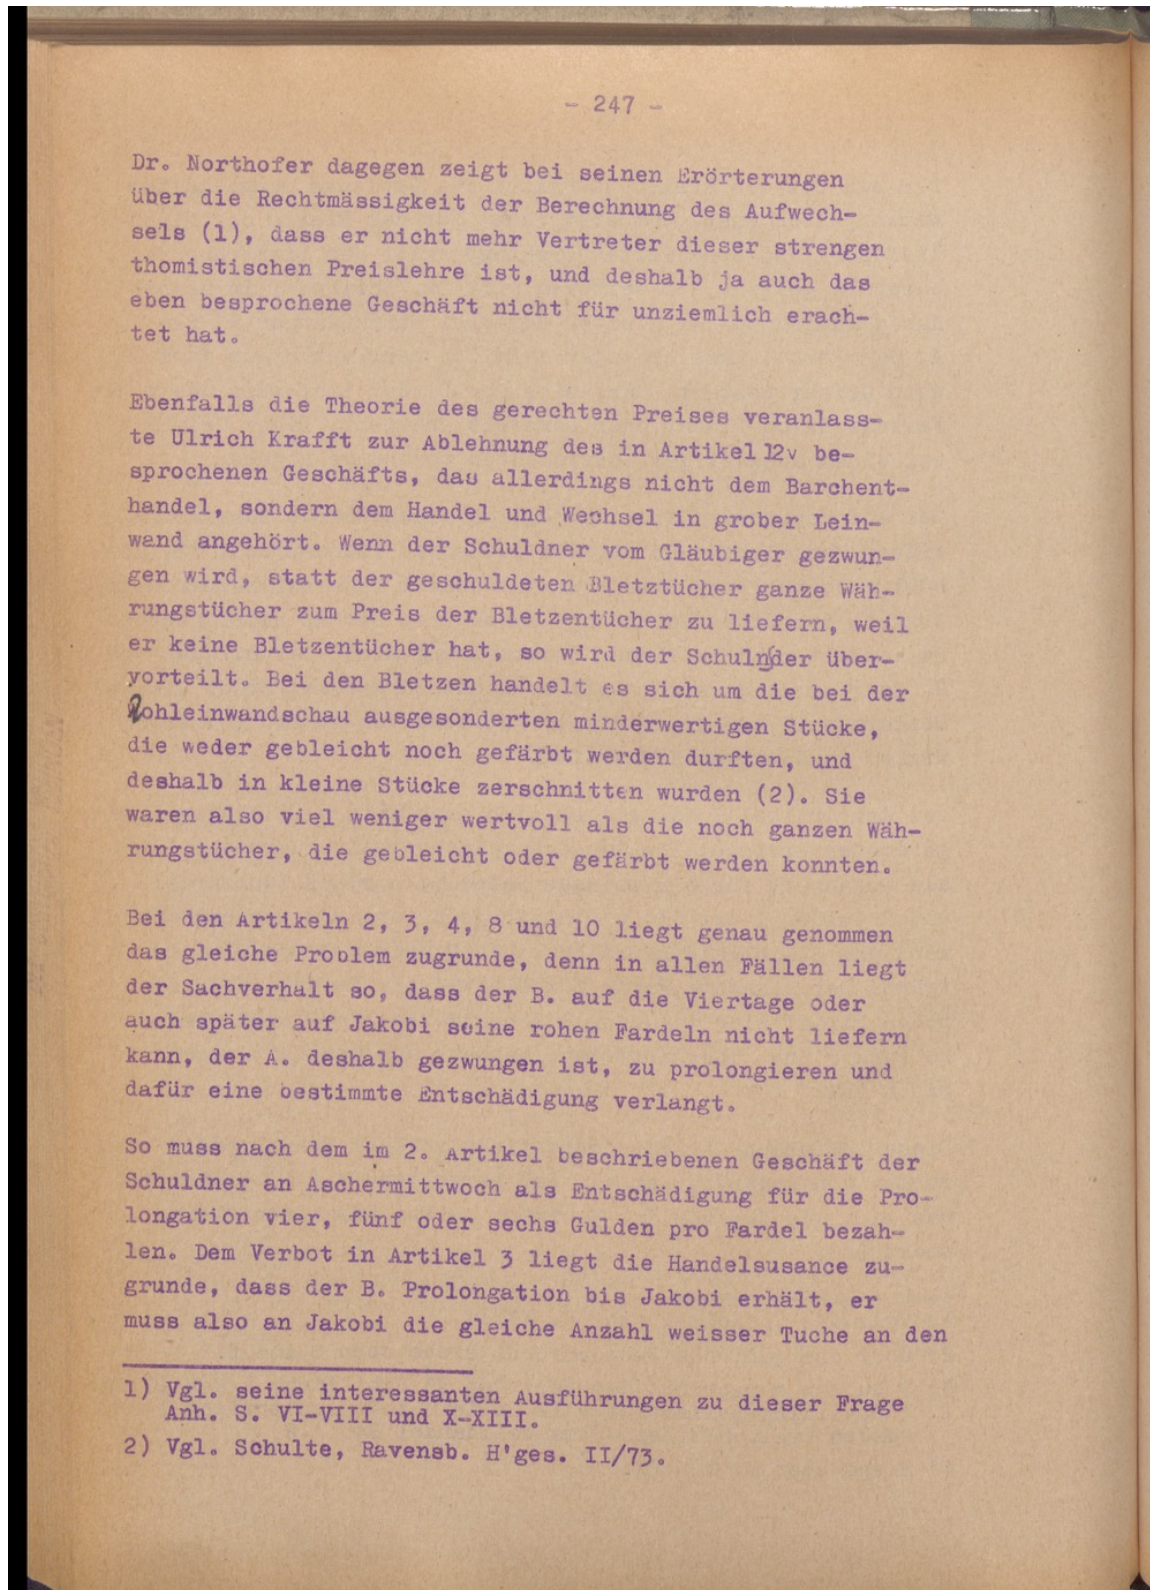 - 247 -
Dr. Northofer dagegen zeigt bei seinen Erörterungen
über die Rechtmässigkeit der Berechnung des Aufwech-
sels (1), dass er nicht mehr Vertreter dieser strengen
thomistischen Preislehre ist, und deshalb ja auch das
eben besprochene Geschäft nicht für unziemlich erach-
tet hat.
Ebenfalls die Theorie des gerechten Preises veranlass-
te Ulrich Krafft zur Ablehnung des in Artikel 12v be-
sprochenen Geschäfts, das allerdings nicht dem Barchent-
handel, sondern dem Handel und Wechsel in grober Lein-
wand angehört. Wenn der Schuldner vom Gläubiger gezwun-
gen wird, statt der geschuldeten Bletztücher ganze Wäh-
rungstücher zum Preis der Bletzentücher zu liefern, weil
er keine Bletzentücher hat, so wird der Schulnder über-
vorteilt. Bei den Bletzen handelt es sich um die bei der
Rohleinwandschau ausgesonderten minderwertigen Stücke,
die weder gebleicht noch gefärbt werden durften, und
deshalb in kleine Stücke zerschnitten wurden (2). Sie
waren also viel weniger wertvoll als die noch ganzen Wäh-
rungstücher, die gebleicht oder gefärbt werden konnten.
Bei den Artikeln 2, 3, 4, 8 und 10 liegt genau genommen
das gleiche Problem zugrunde, denn in allen Fällen liegt
der Sachverhalt so, dass der B. auf die Viertage oder
auch später auf Jakobi seine rohen Fardeln nicht liefern
kann, der A. deshalb gezwungen ist, zu prolongieren und
dafür eine bestimmte Entschädigung verlangt.
So muss nach dem im 2. Artikel beschriebenen Geschäft der
Schuldner an Aschermittwoch als Entschädigung für die Pro-
longation vier, fünf oder sechs Gulden pro Fardel bezah-
len. Dem Verbot in Artikel 3 liegt die Handelsusance zu-
grunde, dass der B. Prolongation bis Jakobi erhält, er
muss also an Jakobi die gleiche Anzahl weisser Tuche an den
1) Vgl. seine interessanten Ausführungen zu dieser Frage
Anh. S. VI-VIII und X-XIII.
2) Vgl. Schulte, Ravensb. H'ges. II/73.